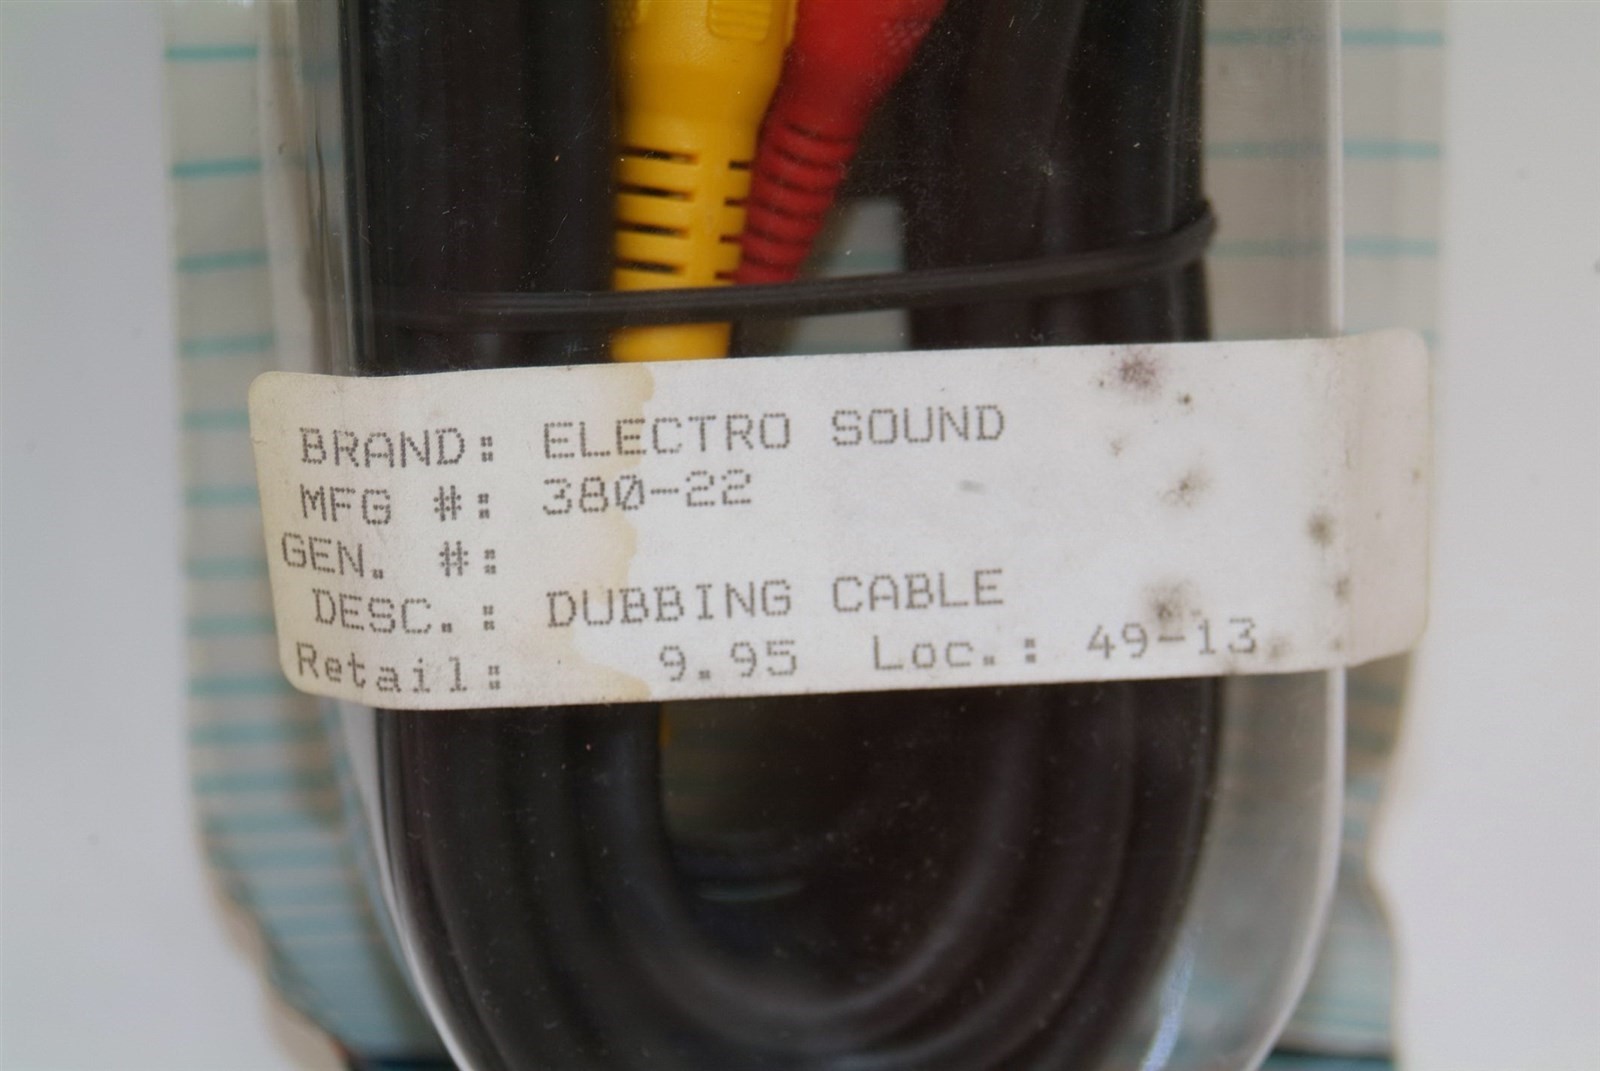 BRAND: ELECTRO SOUND
MFG #: 380-22
GEN. #:
DESC.: DUBBING CABLE
Retail: 9.95 Loc.: 49-13